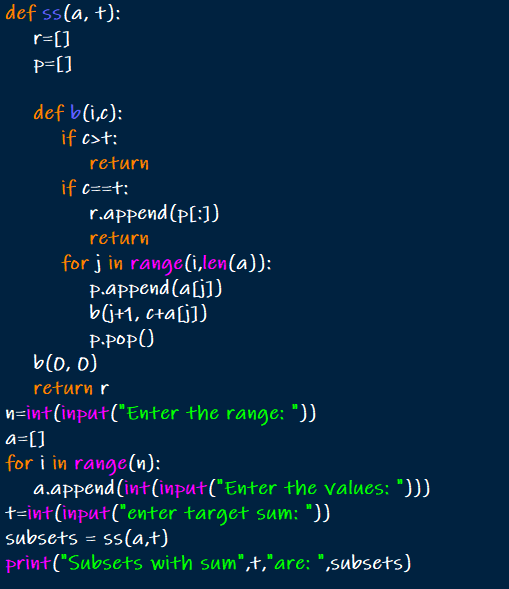 def ss(a, t):
    r=[]
    p=[]

    def b(i,c):
        if c>t:
            return
        if c==t:
            r.append(p[:])
            return
        for j in range(i,len(a)):
            p.append(a[j])
            b(j+1, c+a[j])
            p.pop()
    b(0, 0)
    return r
n=int(input("Enter the range: "))
a=[]
for i in range(n):
    a.append(int(input("Enter the values: ")))
t=int(input("enter target sum: "))
subsets = ss(a,t)
print("Subsets with sum",t,"are: ",subsets)